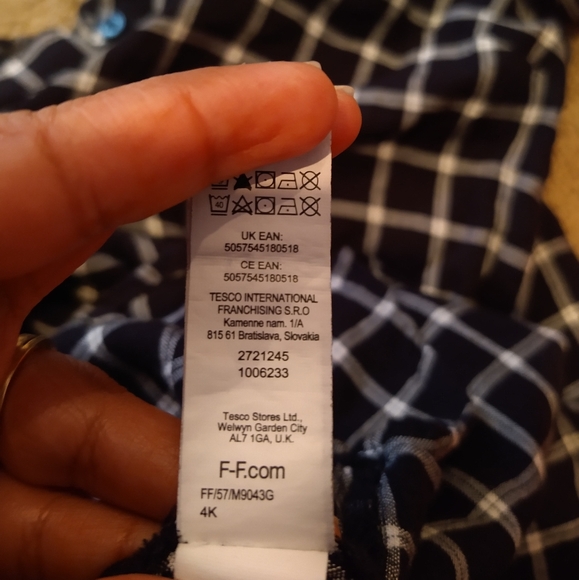 40
UK EAN:
5057545180518
CE EAN:
5057545180518
TESCO INTERNATIONAL
FRANCHISING S.R.O
Kamenne nam. 1/A
815 61 Bratislava, Slovakia
2721245
1006233
Tesco Stores Ltd.,
Welwyn Garden City
AL7 1GA, U.K.
F-F.com
FF/57/M9043G
4K